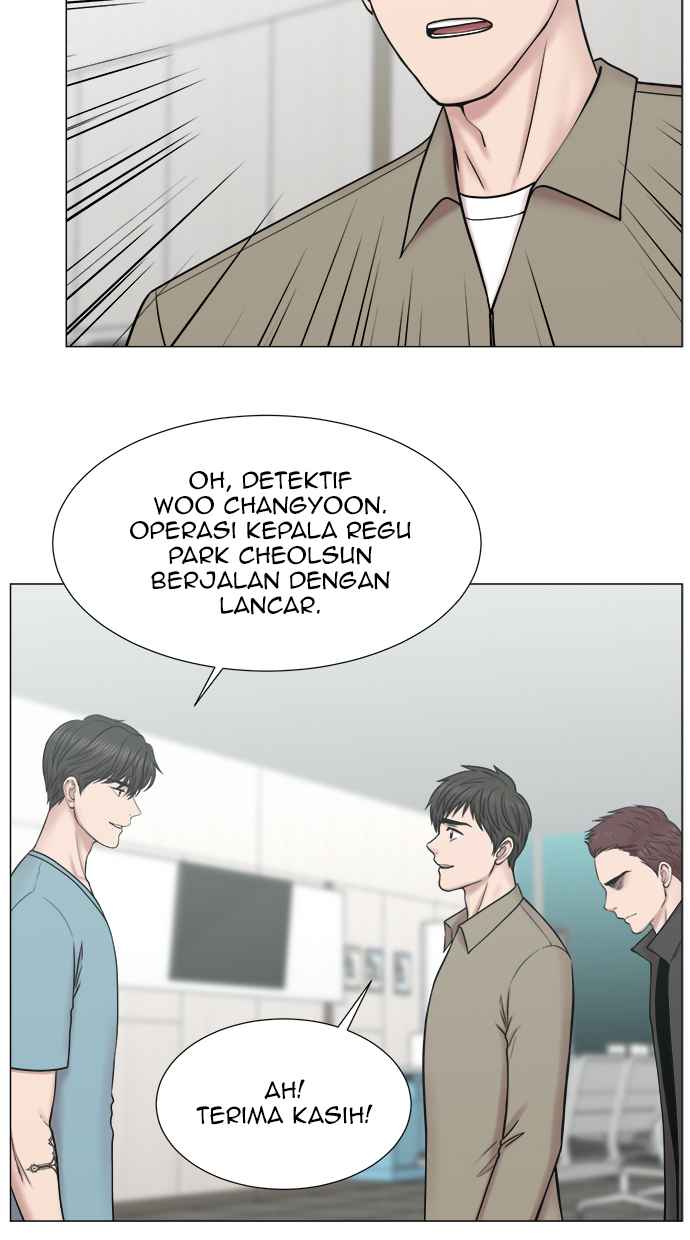 OH, DETEKTIF
WOO CHANGYOON.
OPERASI KEPALA REGU
PARK CHEOLSUN
BERJALAN DENGAN
LANCAR.
AH!
TERIMA KASIH!